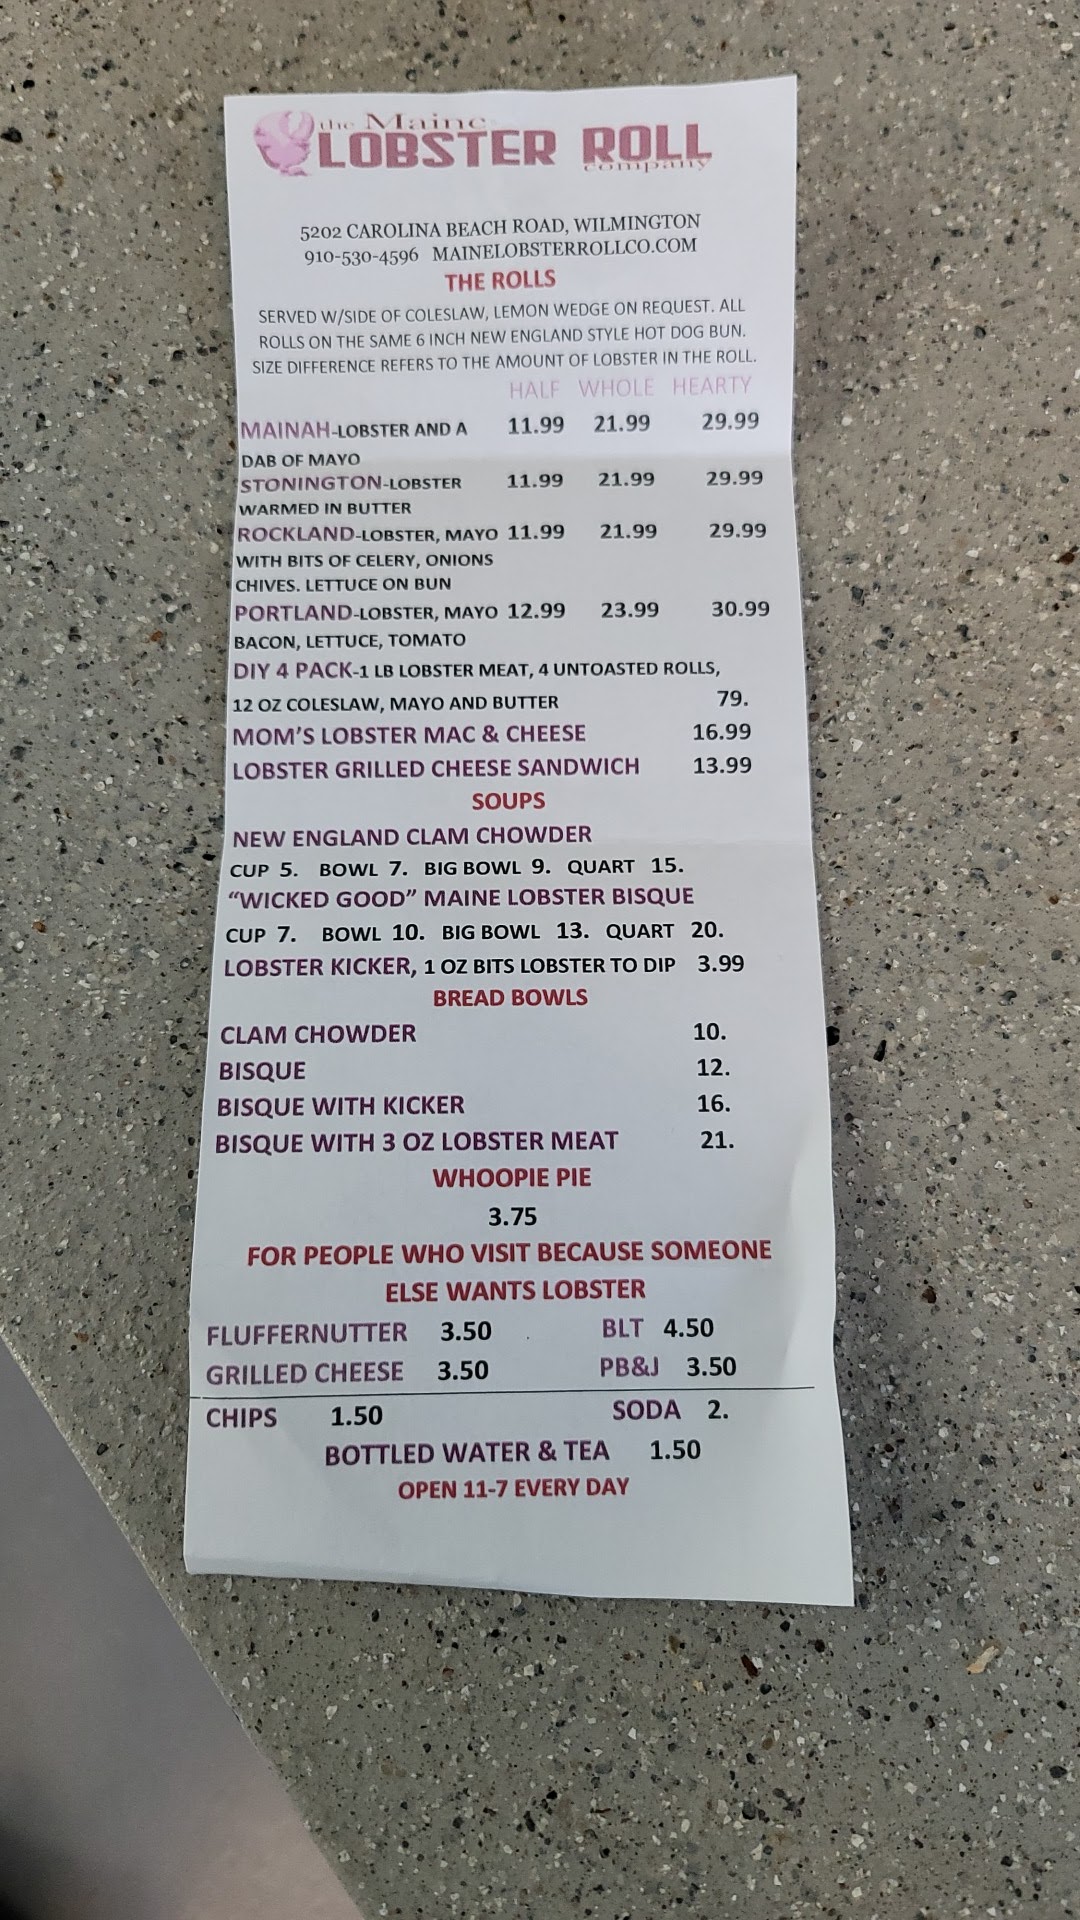 the Maine
LOBSTER ROLL
company
5202 CAROLINA BEACH ROAD, WILMINGTON
910-530-4596 MAINELOBSTERROLLCO.COM
THE ROLLS
SERVED W/SIDE OF COLESLAW, LEMON WEDGE ON REQUEST. ALL
ROLLS ON THE SAME 6 INCH NEW ENGLAND STYLE HOT DOG BUN.
SIZE DIFFERENCE REFERS TO THE AMOUNT OF LOBSTER IN THE ROLL.
HALF WHOLE HEARTY
MAINAH-LOBSTER AND A 11.99 21.99 29.99
DAB OF MAYO
STONINGTON-LOBSTER 11.99 21.99 29.99
WARMED IN BUTTER
ROCKLAND-LOBSTER, MAYO 11.99 21.99 29.99
WITH BITS OF CELERY, ONIONS
CHIVES. LETTUCE ON BUN
PORTLAND-LOBSTER, MAYO 12.99 23.99 30.99
BACON, LETTUCE, TOMATO
DIY 4 PACK-1 LB LOBSTER MEAT, 4 UNTOASTED ROLLS,
12 OZ COLESLAW, MAYO AND BUTTER 79.
MOM'S LOBSTER MAC & CHEESE 16.99
LOBSTER GRILLED CHEESE SANDWICH 13.99
SOUPS
NEW ENGLAND CLAM CHOWDER
CUP 5. BOWL 7. BIG BOWL 9. QUART 15.
"WICKED GOOD" MAINE LOBSTER BISQUE
CUP 7. BOWL 10. BIG BOWL 13. QUART 20.
LOBSTER KICKER, 1 OZ BITS LOBSTER TO DIP 3.99
BREAD BOWLS
CLAM CHOWDER 10.
BISQUE 12.
BISQUE WITH KICKER 16.
BISQUE WITH 3 OZ LOBSTER MEAT 21.
WHOOPIE PIE
3.75
FOR PEOPLE WHO VISIT BECAUSE SOMEONE
ELSE WANTS LOBSTER
FLUFFERNUTTER 3.50 BLT 4.50
GRILLED CHEESE 3.50 PB&J 3.50
CHIPS 1.50 SODA 2.
BOTTLED WATER & TEA 1.50
OPEN 11-7 EVERY DAY